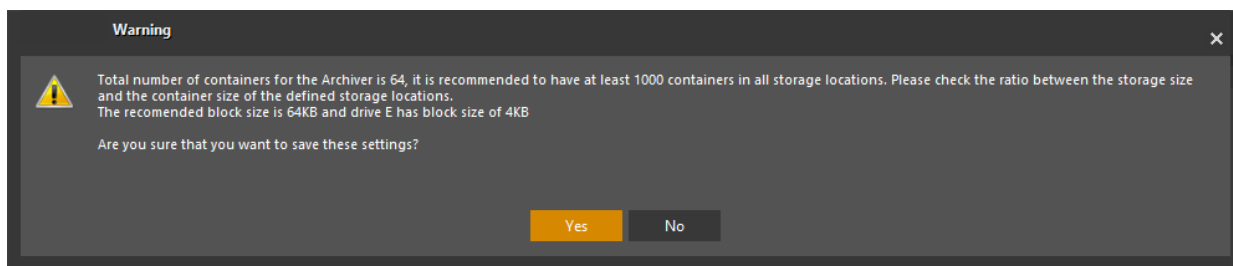 Warning
Total number of containers for the Archiver is 64, it is recommended to have at least 1000 containers in all storage locations. Please check the ratio between the storage size
and the container size of the defined storage locations.
The recomended block size is 64KB and drive E has block size of 4KB
Are you sure that you want to save these settings?
Yes
No